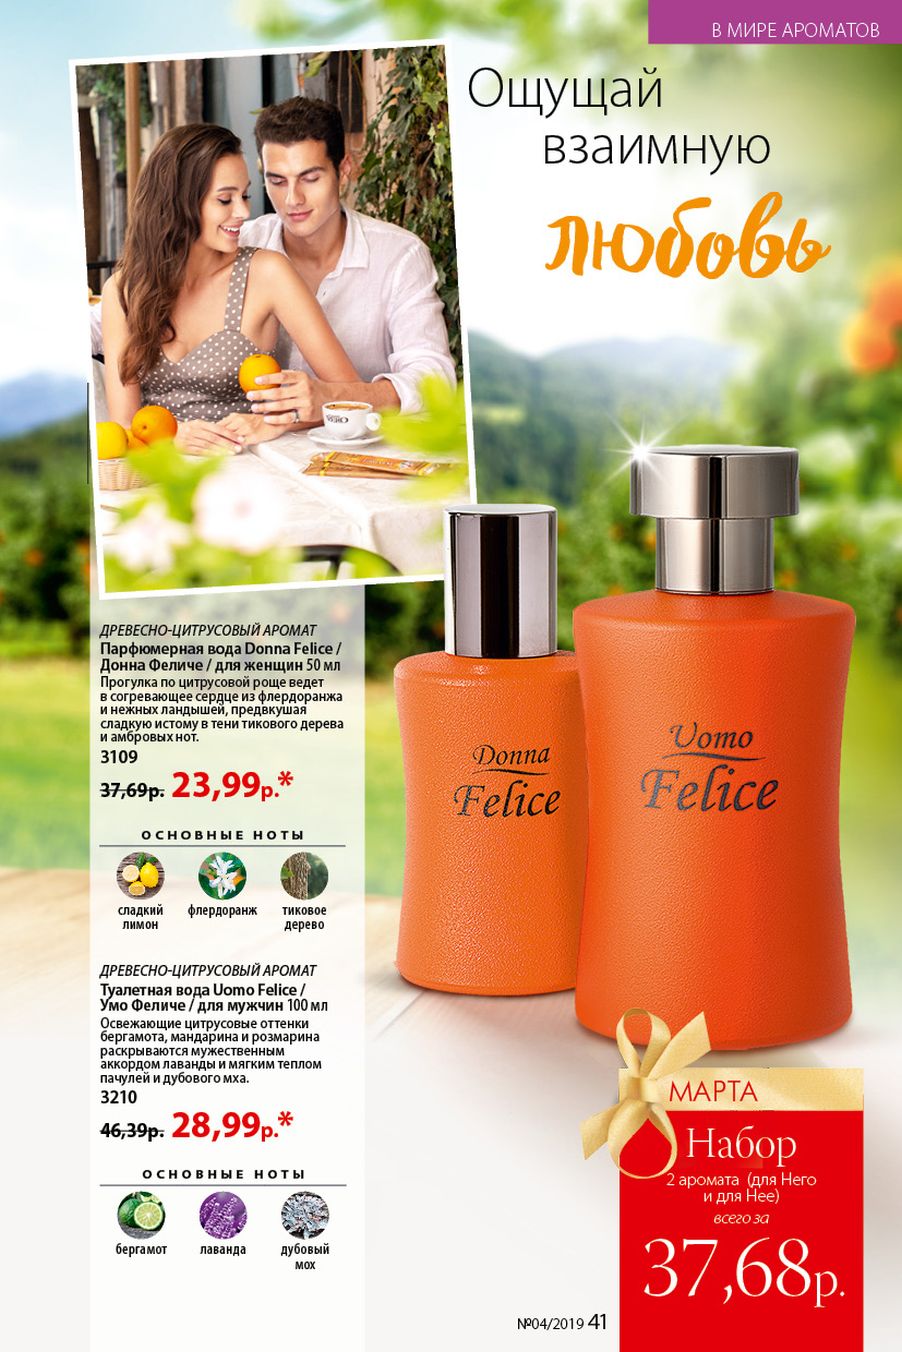 В МИРЕ АРОМАТОВ
Ощущай
взаимную
любовь
ДРЕВЕСНО-ЦИТРУСОВЫЙ АРОМАТ
Парфюмерная вода Donna Felice /
Донна Феличе / для женщин 50 мл
Прогулка по цитрусовой роще ведет
в согревающее сердце из флердоранжа
и нежных ландышей, предвкушая
сладкую истому в тени тикового дерева
и амбровых нот.
3109
37,69р. 23,99р.*
ОСНОВНЫЕ НОТЫ
сладкий лимон
флердоранж
тиковое дерево
ДРЕВЕСНО-ЦИТРУСОВЫЙ АРОМАТ
Туалетная вода Uomo Felice /
Умо Феличе / для мужчин 100 мл
Освежающие цитрусовые оттенки
бергамота, мандарина и розмарина
раскрываются мужественным
аккордом лаванды и мягким теплом
пачулей и дубового мха.
3210
46,39р. 28,99р.*
ОСНОВНЫЕ НОТЫ
бергамот
лаванда
дубовый мох
Donna
Felice
Uomo
Felice
МАРТА
Набор
2 аромата (для Него
и для Нее)
всего за
37,68р.
№04/2019 41